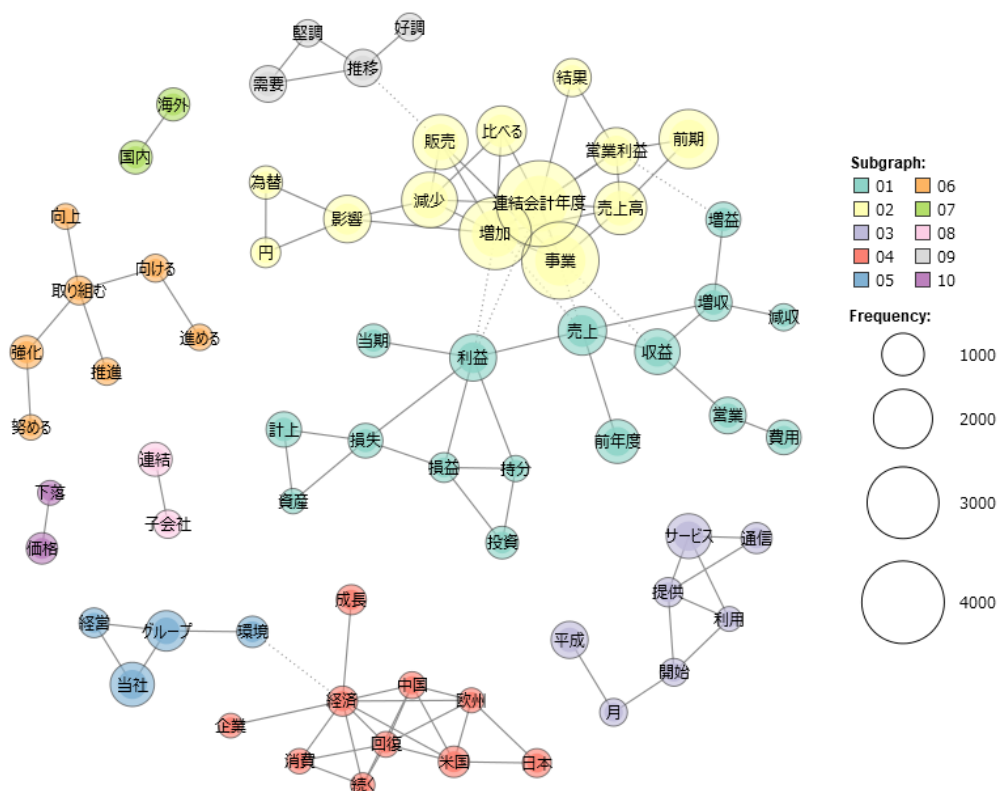 堅調
好調
需要
推移
海外
国内
結果
販売
比べる
営業利益
前期
為替
減少
連結会計年度
売上高
影響
増加
円
事業
増益
向上
取り組む
向ける
進める
強化
推進
努める
当期
利益
売上
収益
増収
減収
計上
損失
前年度
営業
費用
資産
損益
持分
投資
連結
子会社
下落
価格
サービス
通信
提供
利用
平成
開始
月
経営
グループ
環境
当社
成長
経済
中国
欧州
企業
回復
消費
米国
日本
続く
Subgraph:
01 06
02 07
03 08
04 09
05 10
Frequency:
1000
2000
3000
4000